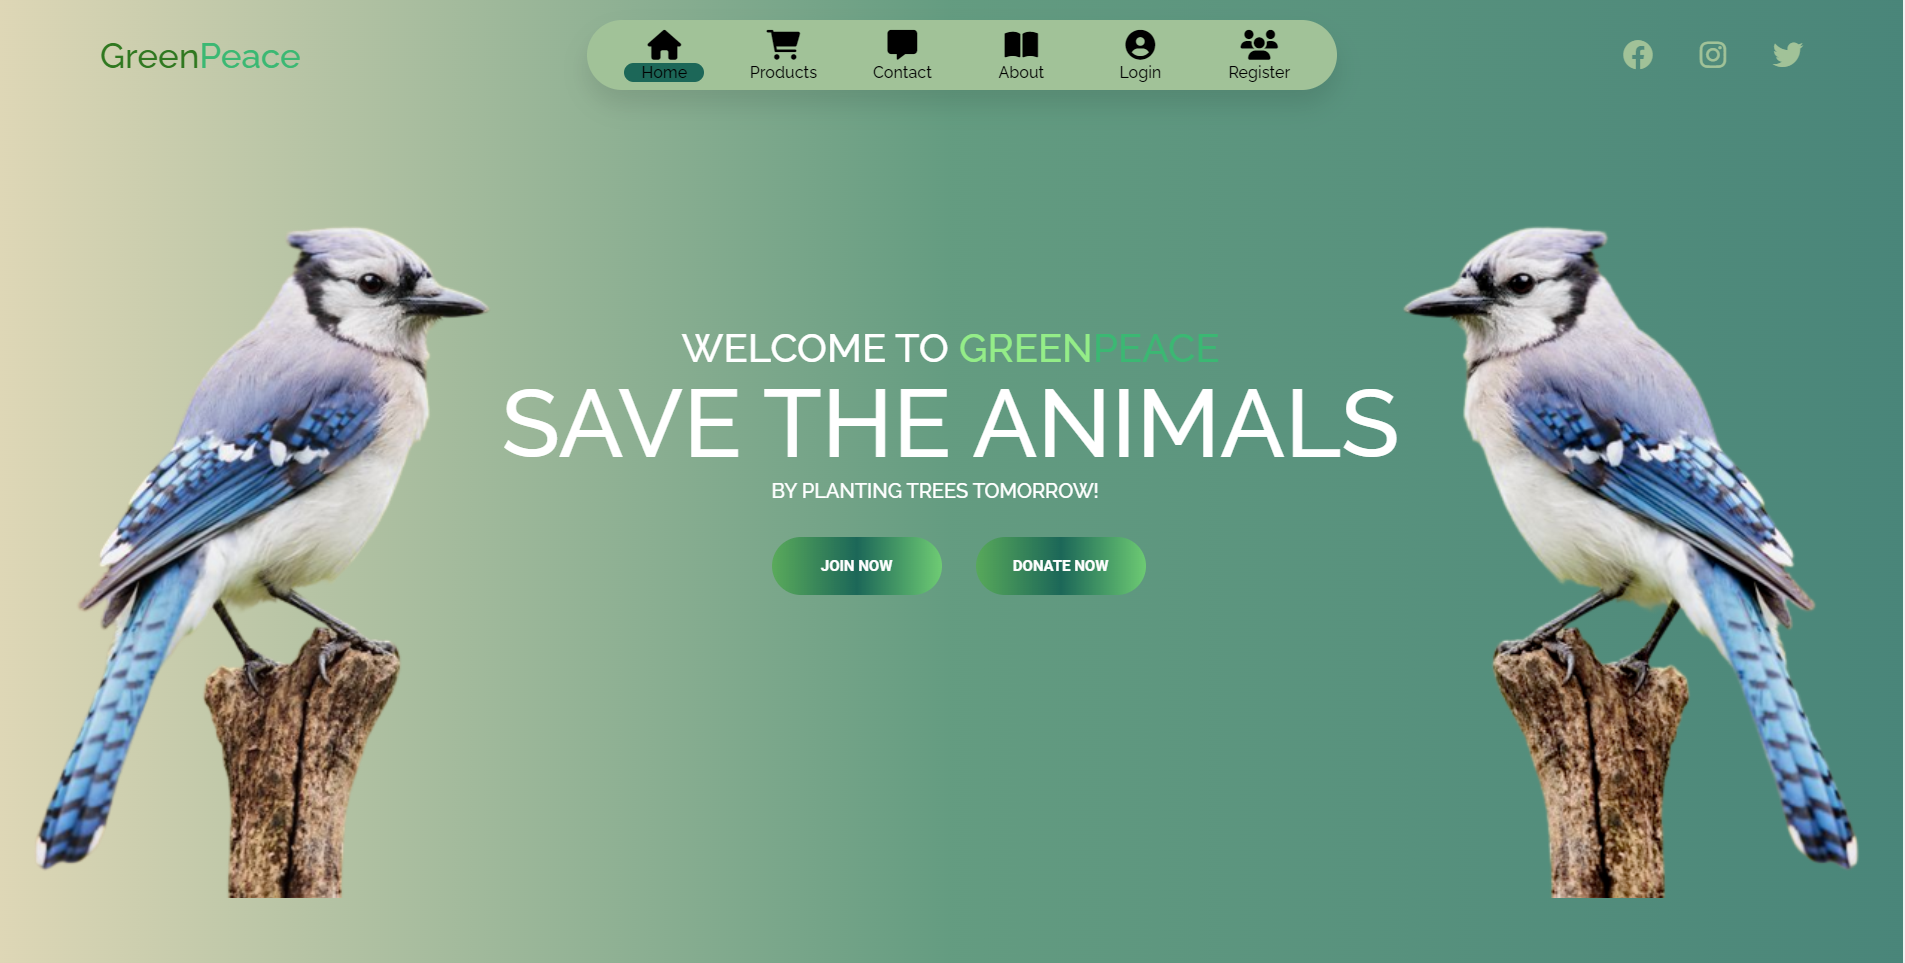 GreenPeace
Home
Products
Contact
About
Login
Register
WELCOME TO GREENPEACE
SAVE THE ANIMALS
BY PLANTING TREES TOMORROW!
JOIN NOW
DONATE NOW